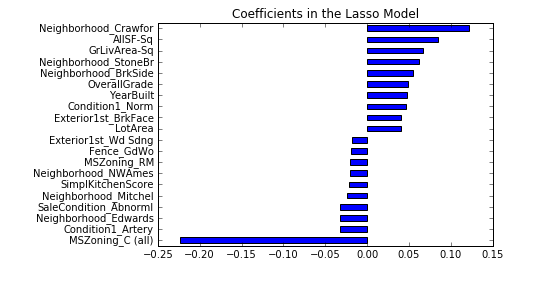 Coefficients in the Lasso Model
Neighborhood_Crawfor
AllSF-Sq
GrLivArea-Sq
Neighborhood_StoneBr
Neighborhood_BrkSide
OverallGrade
YearBuilt
Condition1_Norm
Exterior1st_BrkFace
LotArea
Exterior1st_Wd Sdng
Fence_GdWo
MSZoning_RM
Neighborhood_NWAmes
SimplKitchenScore
Neighborhood_Mitchel
SaleCondition_Abnorml
Neighborhood_Edwards
Condition1_Artery
MSZoning_C (all)
−0.25 −0.20 −0.15 −0.10 −0.05 0.00 0.05 0.10 0.15